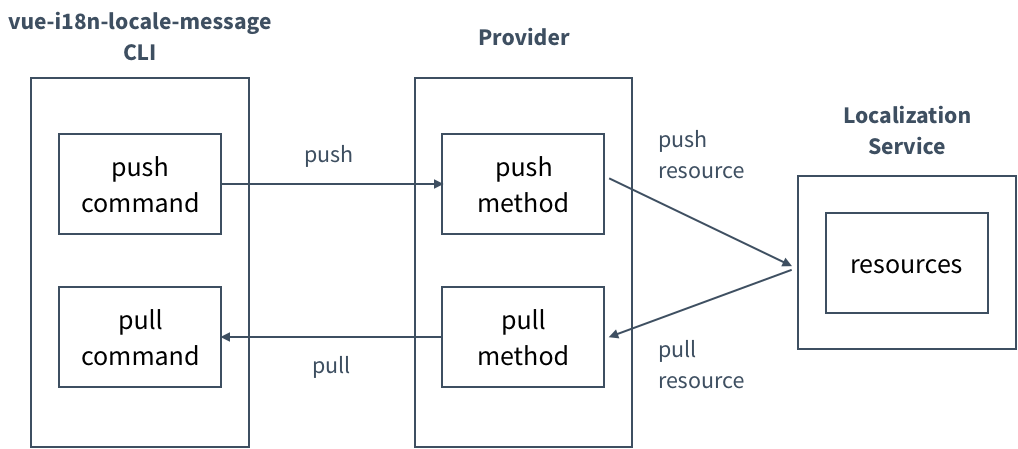 vue-i18n-locale-message
CLI
Provider
Localization
Service
push
command
push
push
method
push
resource
resources
pull
command
pull
pull
method
pull
resource